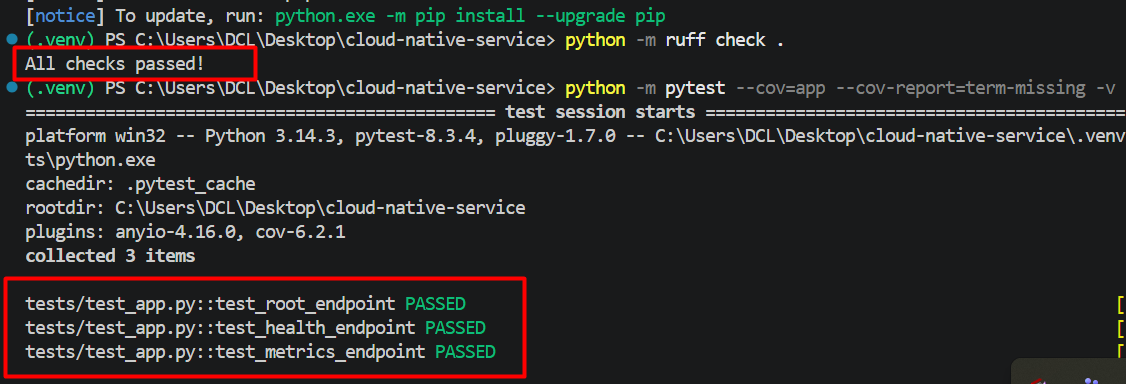 [notice] To update, run: python.exe -m pip install --upgrade pip
(.venv) PS C:\Users\DCL\Desktop\cloud-native-service> python -m ruff check .
All checks passed!
(.venv) PS C:\Users\DCL\Desktop\cloud-native-service> python -m pytest --cov=app --cov-report=term-missing -v
============================================== test session starts =========================================
platform win32 -- Python 3.14.3, pytest-8.3.4, pluggy-1.7.0 -- C:\Users\DCL\Desktop\cloud-native-service\.venv
ts\python.exe
cachedir: .pytest_cache
rootdir: C:\Users\DCL\Desktop\cloud-native-service
plugins: anyio-4.16.0, cov-6.2.1
collected 3 items
tests/test_app.py::test_root_endpoint PASSED [
tests/test_app.py::test_health_endpoint PASSED [
tests/test_app.py::test_metrics_endpoint PASSED [